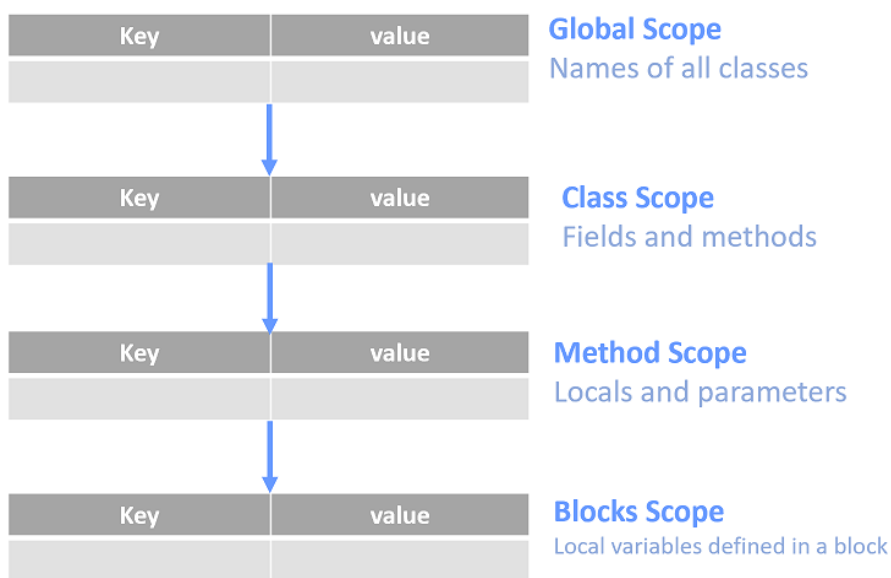 Key value
Global Scope
Names of all classes
Key value
Class Scope
Fields and methods
Key value
Method Scope
Locals and parameters
Key value
Blocks Scope
Local variables defined in a block